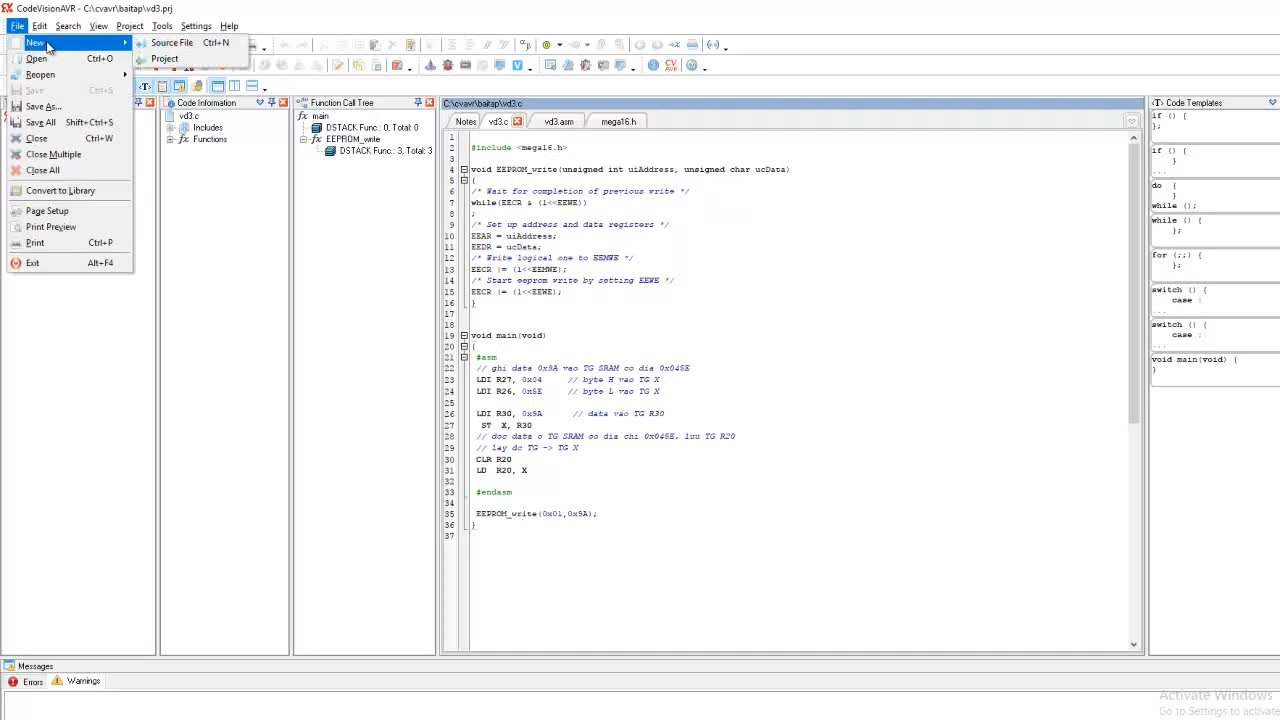 CodeVisionAVR - C:\cvavr\baitap\vd3.prj
File Edit Search View Project Tools Settings Help
New
Source File Ctrl+N
Project
Open Ctrl+O
Reopen
Save Ctrl+S
Save As...
Save All Shift+Ctrl+S
Close Ctrl+W
Close Multiple
Close All
Convert to Library
Page Setup
Print Preview
Print Ctrl+P
Exit Alt+F4
Code Information
vd3.c
Includes
Functions
Function Call Tree
main
DSTACK Func.: 0, Total: 0
EEPROM_write
DSTACK Func.: 3, Total: 3
C:\cvavr\baitap\vd3.c
Notes vd3.c vd3.asm mega16.h
1
2 #include <mega16.h>
3
4 void EEPROM_write(unsigned int uiAddress, unsigned char ucData)
5 {
6 /* Wait for completion of previous write */
7 while(EECR & (1<<EEWE))
8 ;
9 /* Set up address and data registers */
10 EEAR = uiAddress;
11 EEDR = ucData;
12 /* Write logical one to EEMWE */
13 EECR |= (1<<EEMWE);
14 /* Start eeprom write by setting EEWE */
15 EECR |= (1<<EEWE);
16 }
17
18
19 void main(void)
20 {
21 #asm
22 // ghi data 0x9A vao TG SRAM co dia 0x045E
23 LDI R27, 0x04 // byte H vao TG X
24 LDI R26, 0x5E // byte L vao TG X
25
26 LDI R30, 0x9A // data vao TG R30
27 ST X, R30
28 // doc data o TG SRAM co dia chi 0x045E, luu TG R20
29 // lay dc TG -> TG X
30 CLR R20
31 LD R20, X
32
33 #endasm
34
35 EEPROM_write(0x01,0x9A);
36 }
37
Code Templates
if () {
};
if () {
}
...
do {
}
while ();
while () {
};
for (;;) {
};
switch () {
case :
...
switch () {
case :
...
void main(void) {
}
Messages
Errors Warnings
Activate Windows
Go to Settings to activate